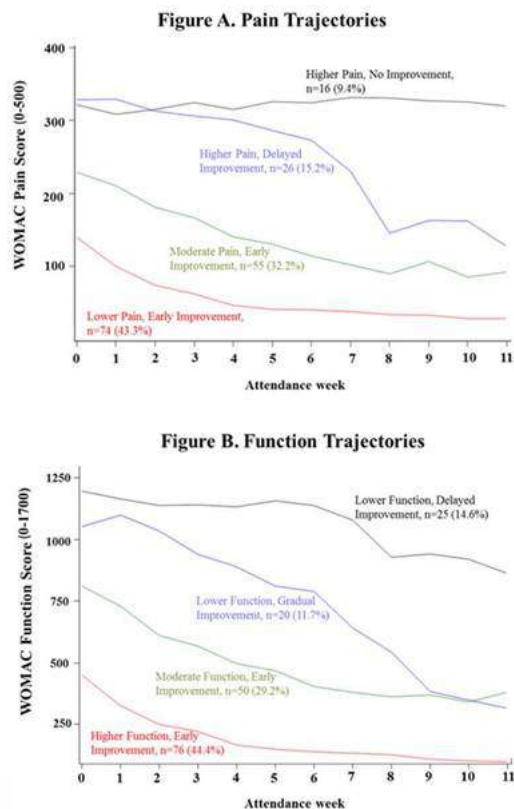 Figure A. Pain Trajectories
400
300
200
100
WOMAC Pain Score (0-500)
Higher Pain, No Improvement,
n=16 (9.4%)
Higher Pain, Delayed
Improvement, n=26 (15.2%)
Moderate Pain, Early
Improvement, n=55 (32.2%)
Lower Pain, Early Improvement,
n=74 (43.3%)
0 1 2 3 4 5 6 7 8 9 10 11
Attendance week
Figure B. Function Trajectories
1250
1000
750
500
250
WOMAC Function Score (0-1700)
Lower Function, Delayed
Improvement, n=25 (14.6%)
Lower Function, Gradual
Improvement, n=20 (11.7%)
Moderate Function, Early
Improvement, n=50 (29.2%)
Higher Function, Early
Improvement, n=76 (44.4%)
0 1 2 3 4 5 6 7 8 9 10 11
Attendance week